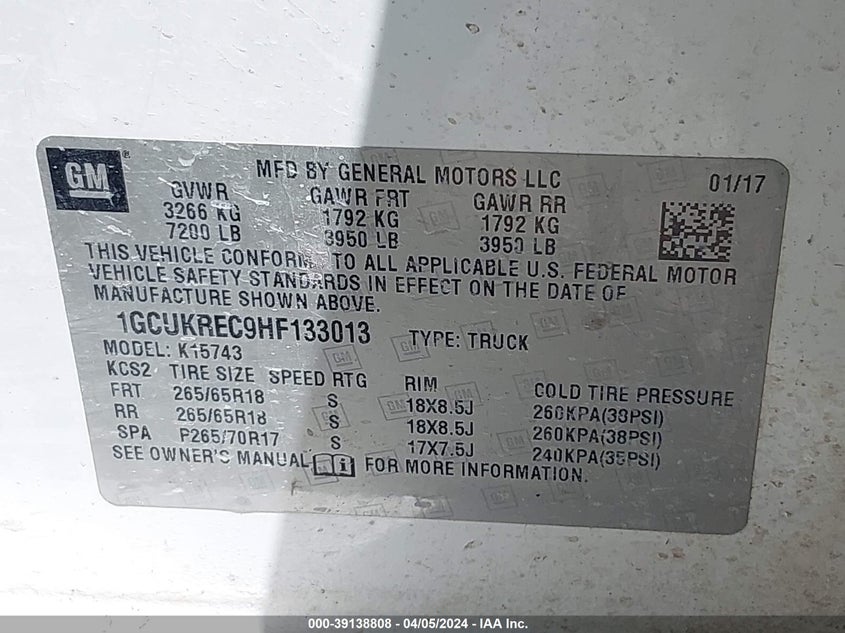 GM®
MFD BY GENERAL MOTORS LLC 01/17
GVWR GAWR FRT GAWR RR
3266 KG 1792 KG 1792 KG
7200 LB 3950 LB 3950 LB
THIS VEHICLE CONFORMS TO ALL APPLICABLE U.S. FEDERAL MOTOR
VEHICLE SAFETY STANDARDS IN EFFECT ON THE DATE OF
MANUFACTURE SHOWN ABOVE.
1GCUKREC9HF133013 TYPE: TRUCK
MODEL: K15743
KCS2 TIRE SIZE SPEED RTG RIM COLD TIRE PRESSURE
FRT 265/65R18 S 18X8.5J 260KPA(38PSI)
RR 265/65R18 S 18X8.5J 260KPA(38PSI)
SPA P265/70R17 S 17X7.5J 240KPA(35PSI)
SEE OWNER'S MANUAL FOR MORE INFORMATION.
000-39138808 - 04/05/2024 - IAA Inc.